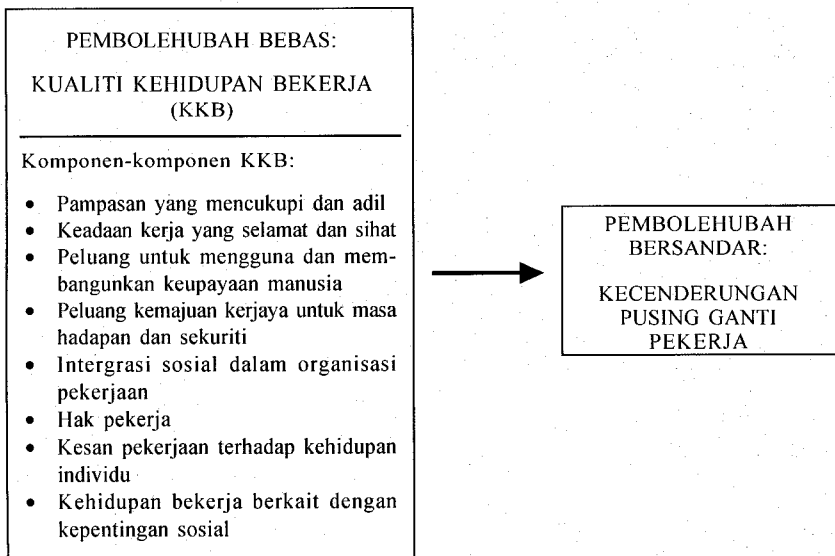 PEMBOLEHUBAH BEBAS:
KUALITI KEHIDUPAN BEKERJA
(KKB)
Komponen-komponen KKB:
• Pampasan yang mencukupi dan adil
• Keadaan kerja yang selamat dan sihat
• Peluang untuk mengguna dan mem-
bangunkan keupayaan manusia
• Peluang kemajuan kerjaya untuk masa
hadapan dan sekuriti
• Intergrasi sosial dalam organisasi
pekerjaan
• Hak pekerja
• Kesan pekerjaan terhadap kehidupan
individu
• Kehidupan bekerja berkait dengan
kepentingan sosial
PEMBOLEHUBAH
BERSANDAR:
KECENDERUNGAN
PUSING GANTI
PEKERJA